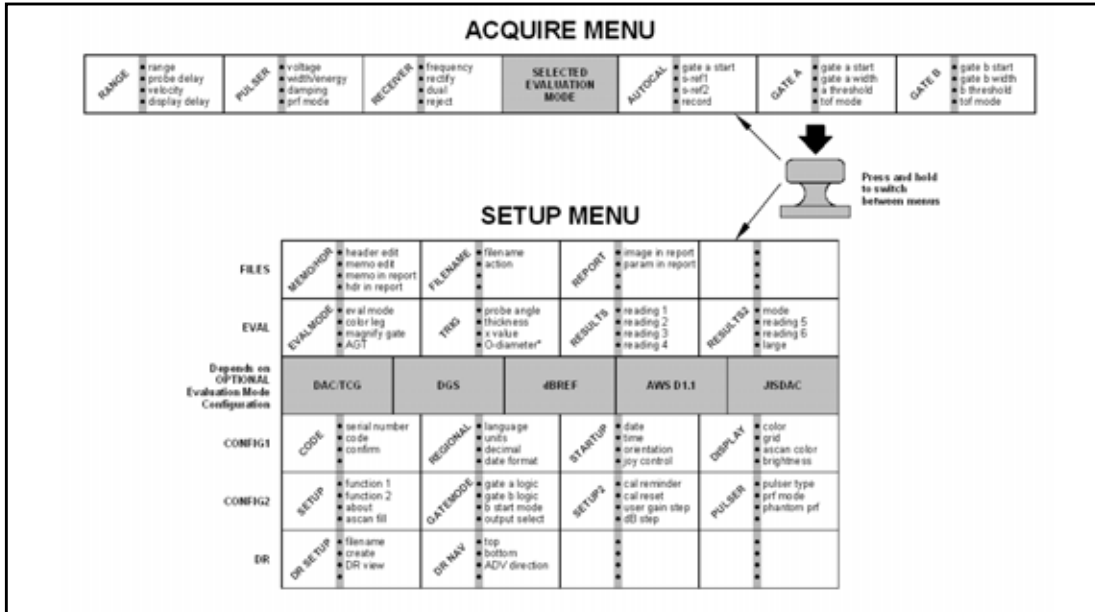 ACQUIRE MENU
RANGE
range
probe delay
velocity
display delay
PULSER
voltage
width/energy
damping
prf mode
RECEIVER
frequency
rectify
dual
reject
SELECTED
EVALUATION
MODE
AUTOCAL
gate a start
s-ref1
s-ref2
record
GATE A
gate a start
gate a width
a threshold
tof mode
GATE B
gate b start
gate b width
b threshold
tof mode
Press and hold
to switch
between menus
SETUP MENU
FILES
MEMO/HDR
header edit
memo edit
memo in report
hdr in report
FILENAME
filename
action
REPORT
image in report
param in report
EVAL
EVALMODE
eval mode
color leg
magnify gate
AGT
TRIG
probe angle
thickness
x value
O-diameter*
RESULTS
reading 1
reading 2
reading 3
reading 4
RESULTS2
mode
reading 5
reading 6
large
Depends on
OPTIONAL
Evaluation Mode
Configuration
DAC/TCG
DGS
dBREF
AWS D1.1
JISDAC
CONFIG1
CODE
serial number
code
confirm
REGIONAL
language
units
decimal
date format
STARTUP
date
time
orientation
joy control
DISPLAY
color
grid
ascan color
brightness
CONFIG2
SETUP
function 1
function 2
about
ascan fill
GATEMODE
gate a logic
gate b logic
b start mode
output select
SETUP2
cal reminder
cal reset
user gain step
dB step
PULSER
pulser type
prf mode
phantom prf
DR
DR SETUP
filename
create
DR view
DR NAV
top
bottom
ADV direction